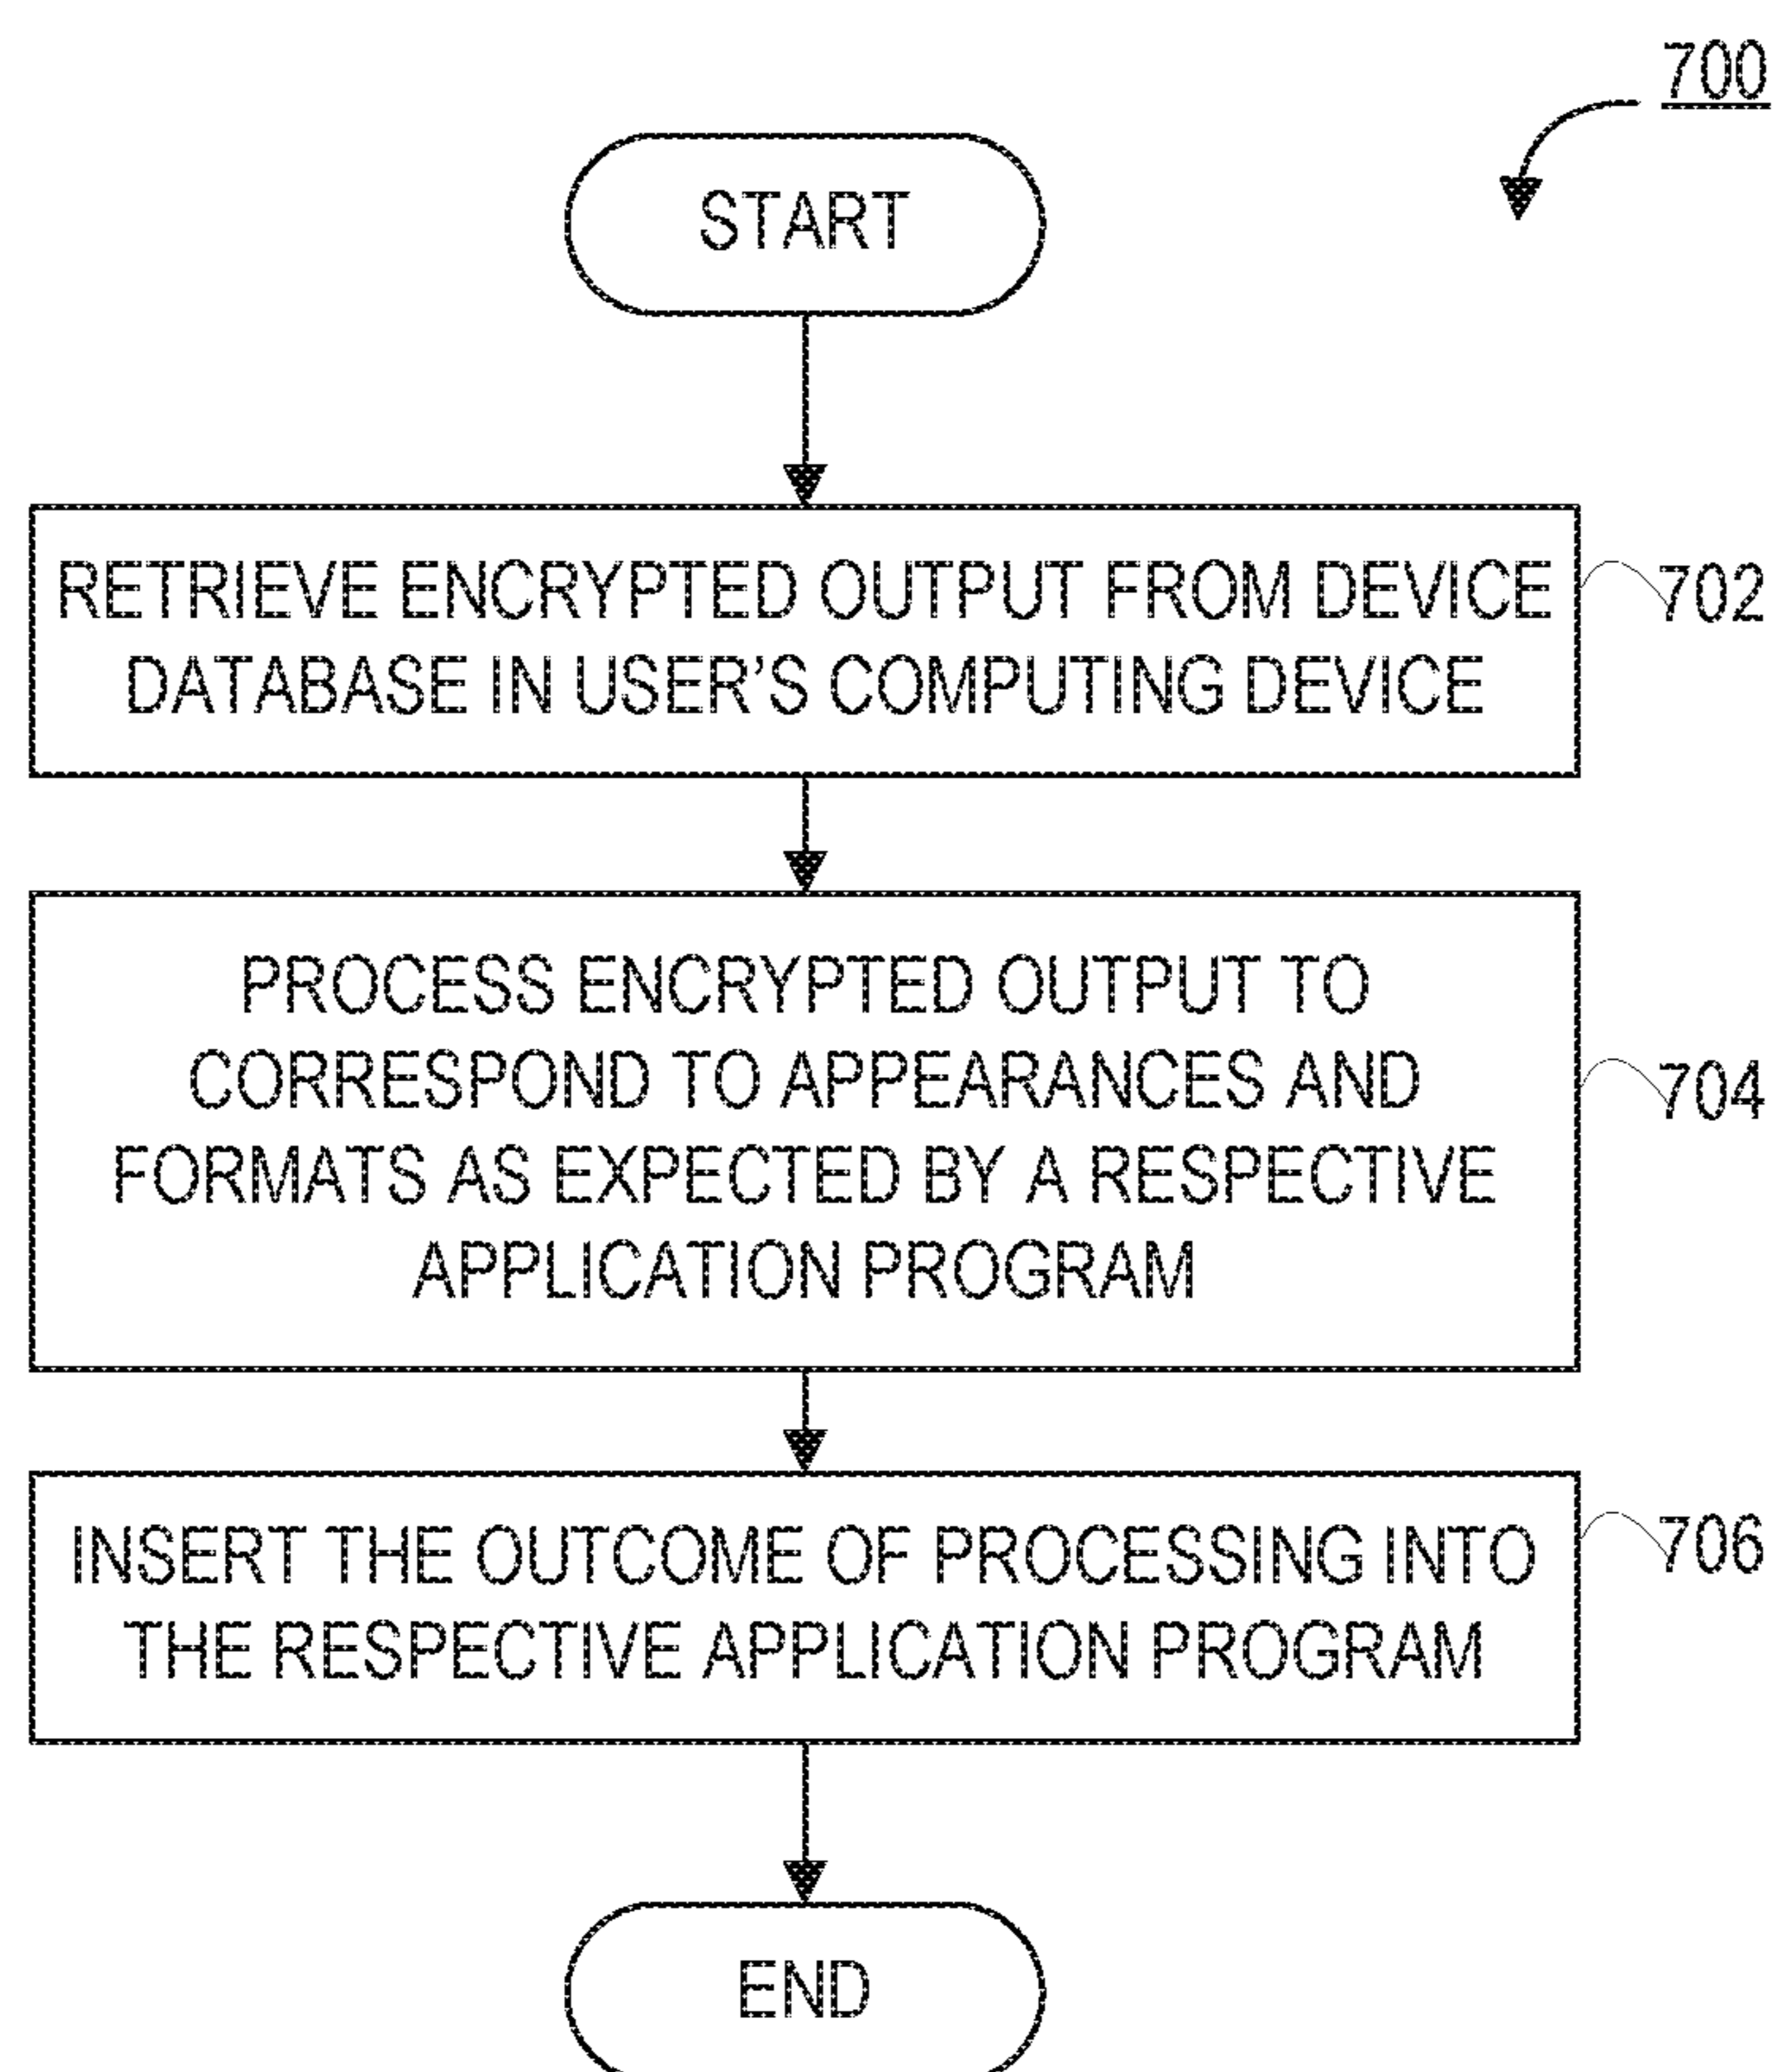 700
START
RETRIEVE ENCRYPTED OUTPUT FROM DEVICE
DATABASE IN USER'S COMPUTING DEVICE
702
PROCESS ENCRYPTED OUTPUT TO
CORRESPOND TO APPEARANCES AND
FORMATS AS EXPECTED BY A RESPECTIVE
APPLICATION PROGRAM
704
INSERT THE OUTCOME OF PROCESSING INTO
THE RESPECTIVE APPLICATION PROGRAM
706
END